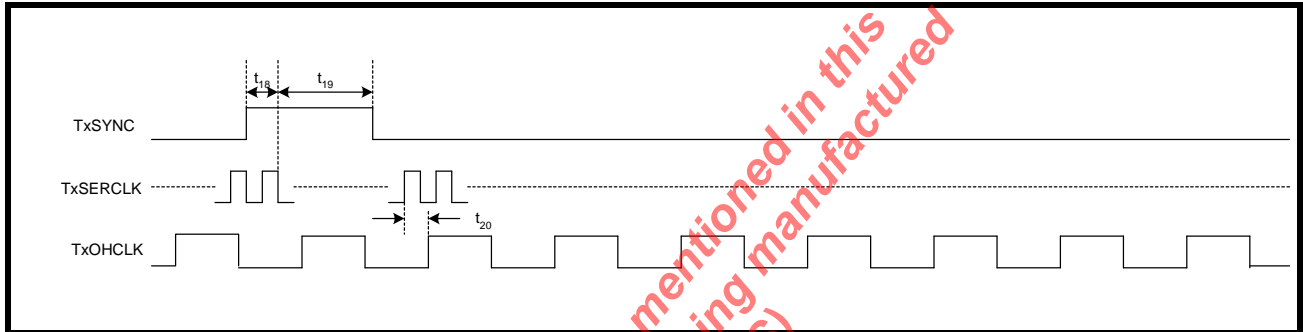 t18 t19
TxSYNC
TxSERCLK
t20
TxOHCLK
mentioned in this
ing manufactured